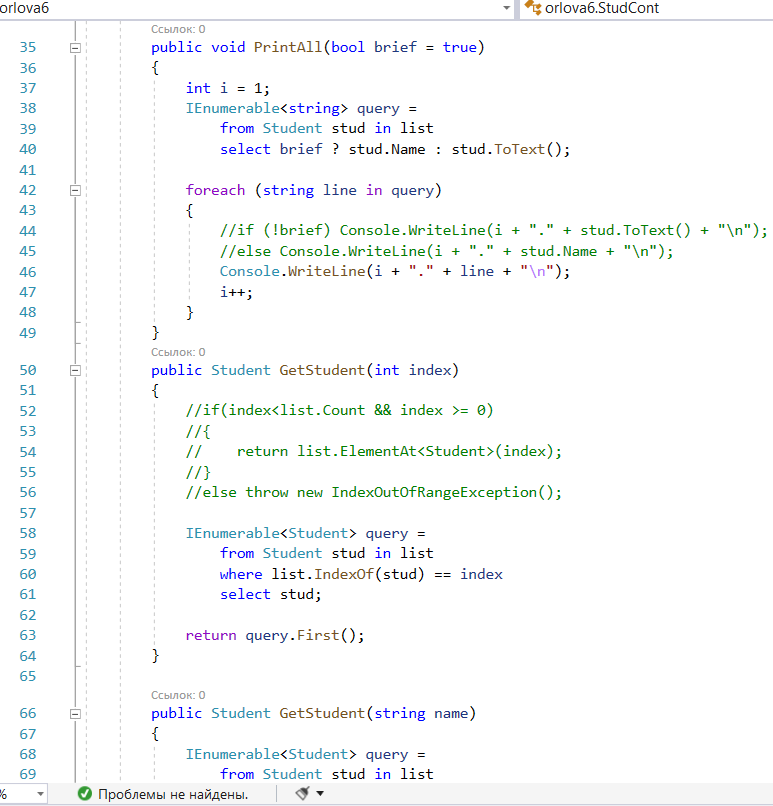 orlova6 orlova6.StudCont
Ссылок: 0
35 public void PrintAll(bool brief = true)
36 {
37 int i = 1;
38 IEnumerable<string> query =
39 from Student stud in list
40 select brief ? stud.Name : stud.ToText();
41
42 foreach (string line in query)
43 {
44 //if (!brief) Console.WriteLine(i + "." + stud.ToText() + "\n");
45 //else Console.WriteLine(i + "." + stud.Name + "\n");
46 Console.WriteLine(i + "." + line + "\n");
47 i++;
48 }
49 }
Ссылок: 0
50 public Student GetStudent(int index)
51 {
52 //if(index<list.Count && index >= 0)
53 //{
54 //    return list.ElementAt<Student>(index);
55 //}
56 //else throw new IndexOutOfRangeException();
57
58 IEnumerable<Student> query =
59 from Student stud in list
60 where list.IndexOf(stud) == index
61 select stud;
62
63 return query.First();
64 }
65
Ссылок: 0
66 public Student GetStudent(string name)
67 {
68 IEnumerable<Student> query =
69 from Student stud in list
% Проблемы не найдены.